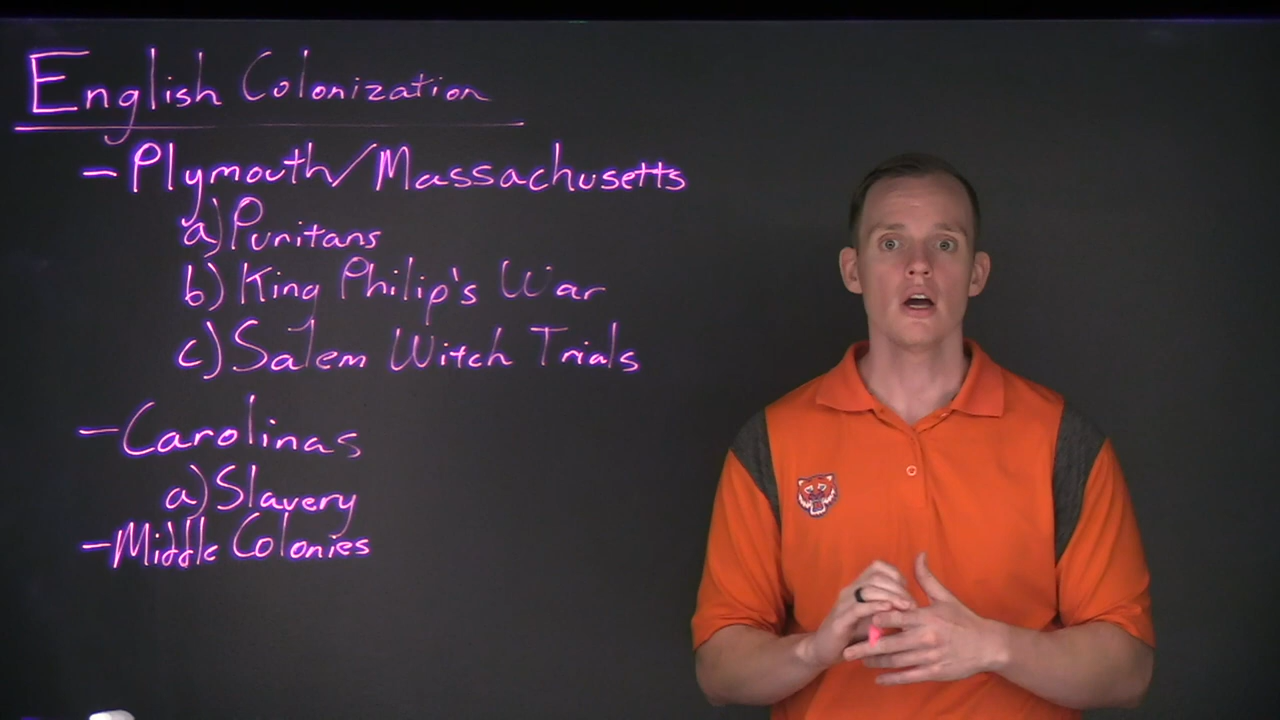 English Colonization
- Plymouth/Massachusetts
a) Puritans
b) King Philip's War
c) Salem Witch Trials
- Carolinas
a) Slavery
- Middle Colonies